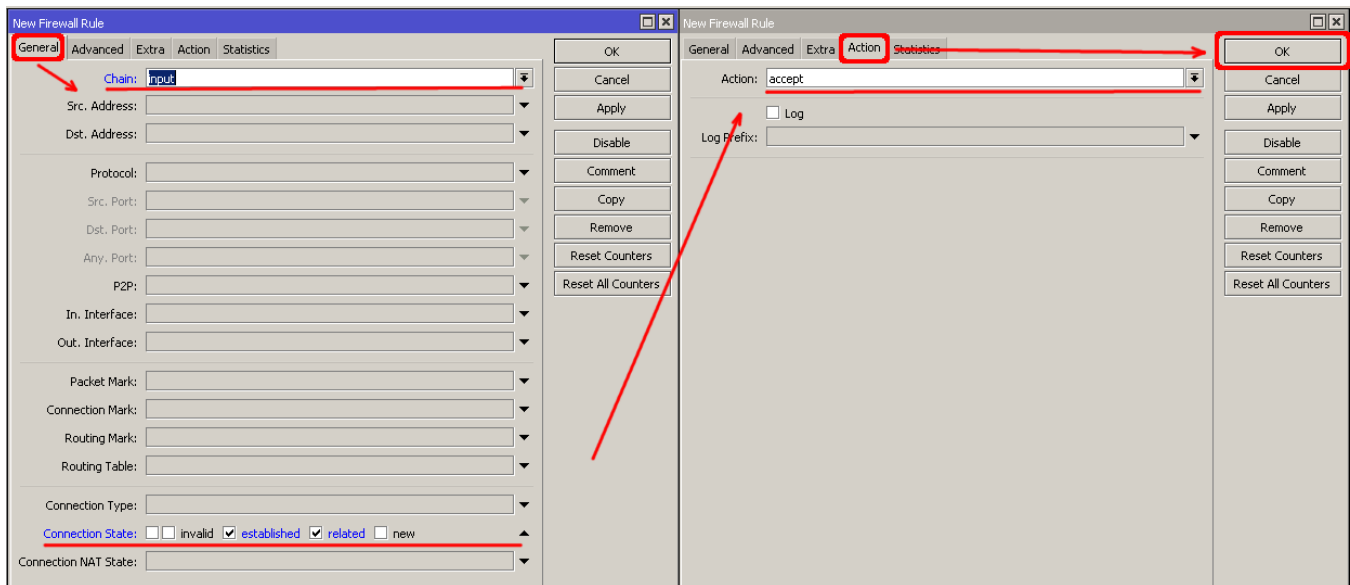 New Firewall Rule
General Advanced Extra Action Statistics
Chain: input
Src. Address:
Dst. Address:
Protocol:
Src. Port:
Dst. Port:
Any. Port:
P2P:
In. Interface:
Out. Interface:
Packet Mark:
Connection Mark:
Routing Mark:
Routing Table:
Connection Type:
Connection State: invalid established related new
Connection NAT State:
OK
Cancel
Apply
Disable
Comment
Copy
Remove
Reset Counters
Reset All Counters
New Firewall Rule
General Advanced Extra Action Statistics
Action: accept
Log
Log Prefix:
OK
Cancel
Apply
Disable
Comment
Copy
Remove
Reset Counters
Reset All Counters